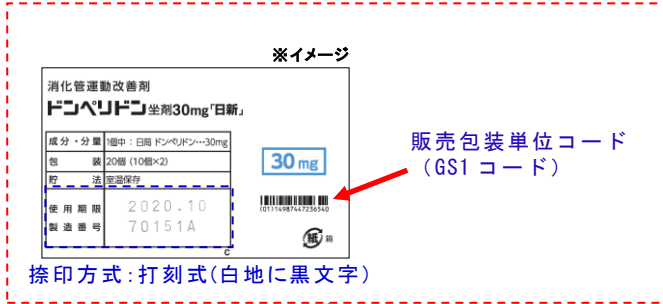 ※イメージ
消化管運動改善剤
ドンペリドン坐剤30mg「日新」
成分・分量 1個中:日局 ドンペリドン…30mg
包 装 20個 (10個×2)
貯 法 室温保存
使用期限 2020.10
製造番号 70151A
30mg
(01)14987447236540
紙 箱
C
販売包装単位コード
(GS1 コード)
捺印方式:打刻式(白地に黒文字)